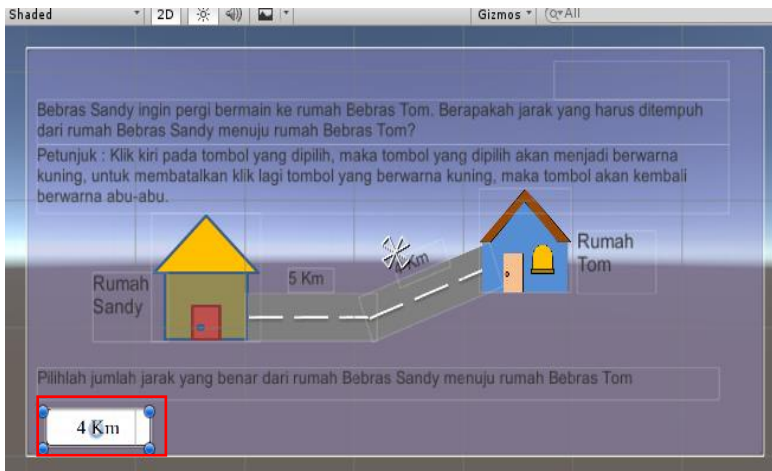 Shaded 2D Gizmos All
Bebras Sandy ingin pergi bermain ke rumah Bebras Tom. Berapakah jarak yang harus ditempuh
dari rumah Bebras Sandy menuju rumah Bebras Tom?
Petunjuk : Klik kiri pada tombol yang dipilih, maka tombol yang dipilih akan menjadi berwarna
kuning, untuk membatalkan klik lagi tombol yang berwarna kuning, maka tombol akan kembali
berwarna abu-abu.
Rumah
Tom
4 Km
5 Km
Rumah
Sandy
Pilihlah jumlah jarak yang benar dari rumah Bebras Sandy menuju rumah Bebras Tom
4 Km